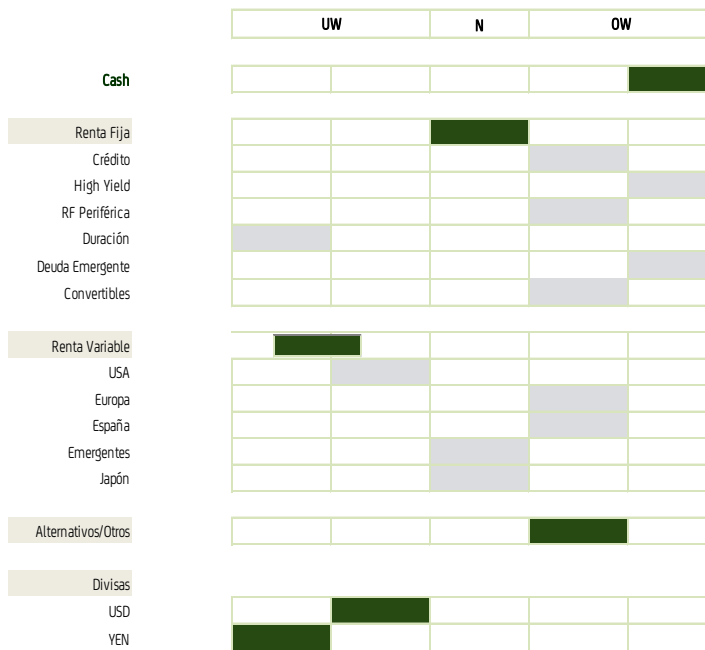 UW N OW
Cash
Renta Fija
Crédito
High Yield
RF Periférica
Duración
Deuda Emergente
Convertibles
Renta Variable
USA
Europa
España
Emergentes
Japón
Alternativos/Otros
Divisas
USD
YEN